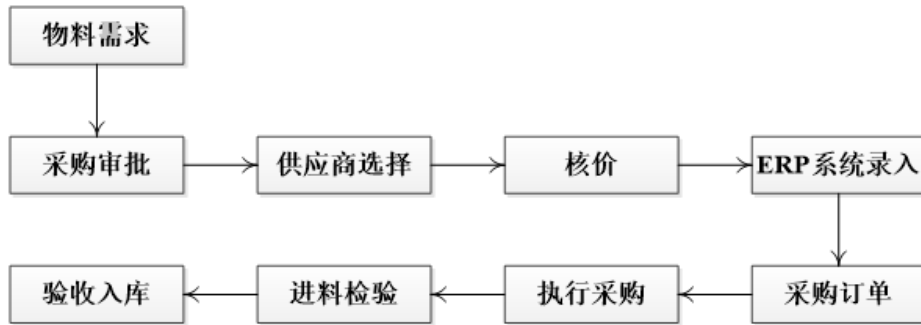 物料需求
采购审批
供应商选择
核价
ERP系统录入
采购订单
执行采购
进料检验
验收入库